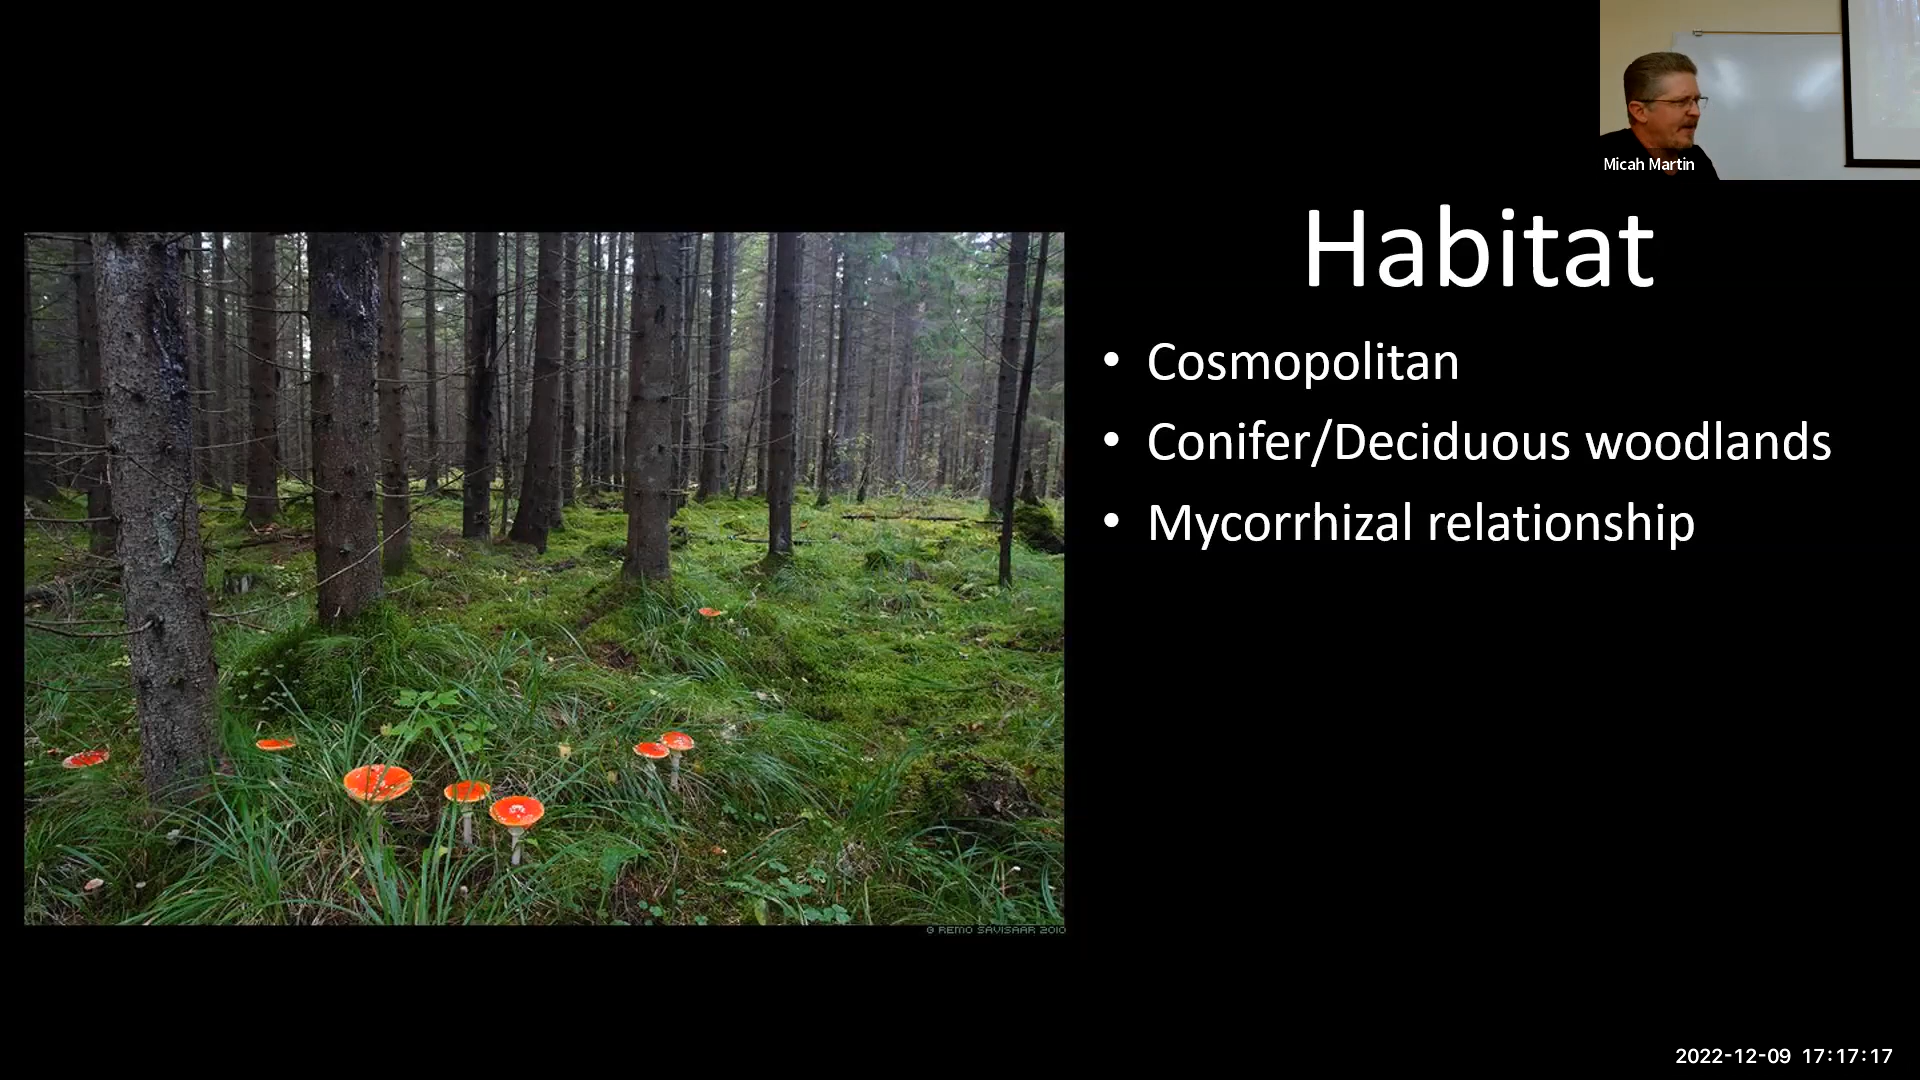 Micah Martin
Habitat
• Cosmopolitan
• Conifer/Deciduous woodlands
• Mycorrhizal relationship
© REMO SAVISAAR 2010
2022-12-09 17:17:17